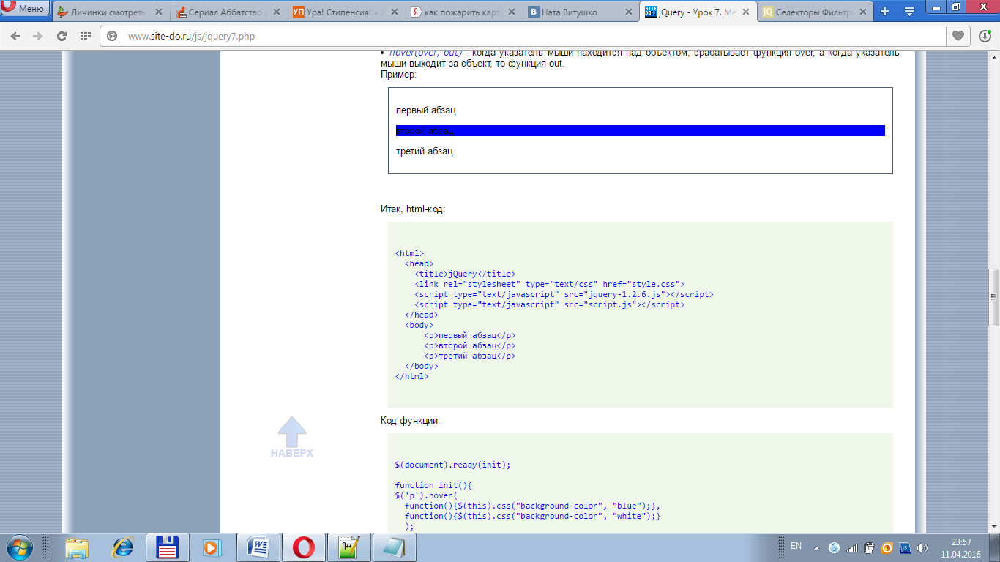 Меню
Личинки смотреть
Сериал Аббатство
Ура! Стипенсия! » У
как пожарить карто
Ната Витушко
jQuery - Урок 7. Ме
Селекторы Фильтр
www.site-do.ru/js/jquery7.php
• hover(over, out) - когда указатель мыши находится над объектом, срабатывает функция over, а когда указатель
мыши выходит за объект, то функция out.
Пример:
первый абзац
второй абзац
третий абзац
Итак, html-код:
<html>
<head>
<title>jQuery</title>
<link rel="stylesheet" type="text/css" href="style.css">
<script type="text/javascript" src="jquery-1.2.6.js"></script>
<script type="text/javascript" src="script.js"></script>
</head>
<body>
<p>первый абзац</p>
<p>второй абзац</p>
<p>третий абзац</p>
</body>
</html>
НАВЕРХ
Код функции:
$(document).ready(init);
function init(){
$('p').hover(
function(){$(this).css("background-color", "blue");},
function(){$(this).css("background-color", "white");}
);
EN
23:57
11.04.2016